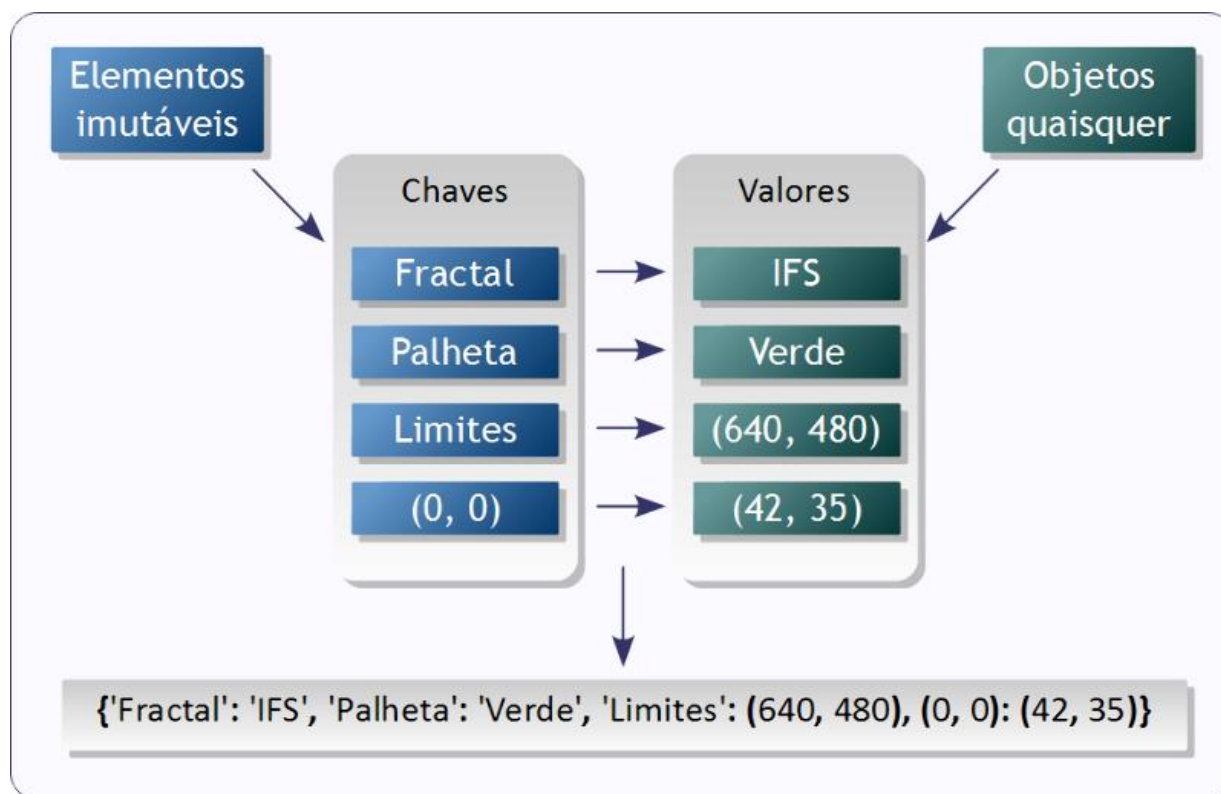 Elementos
imutáveis
Objetos
quaisquer
Chaves
Valores
Fractal
IFS
Palheta
Verde
Limites
(640, 480)
(0, 0)
(42, 35)
{'Fractal': 'IFS', 'Palheta': 'Verde', 'Limites': (640, 480), (0, 0): (42, 35)}